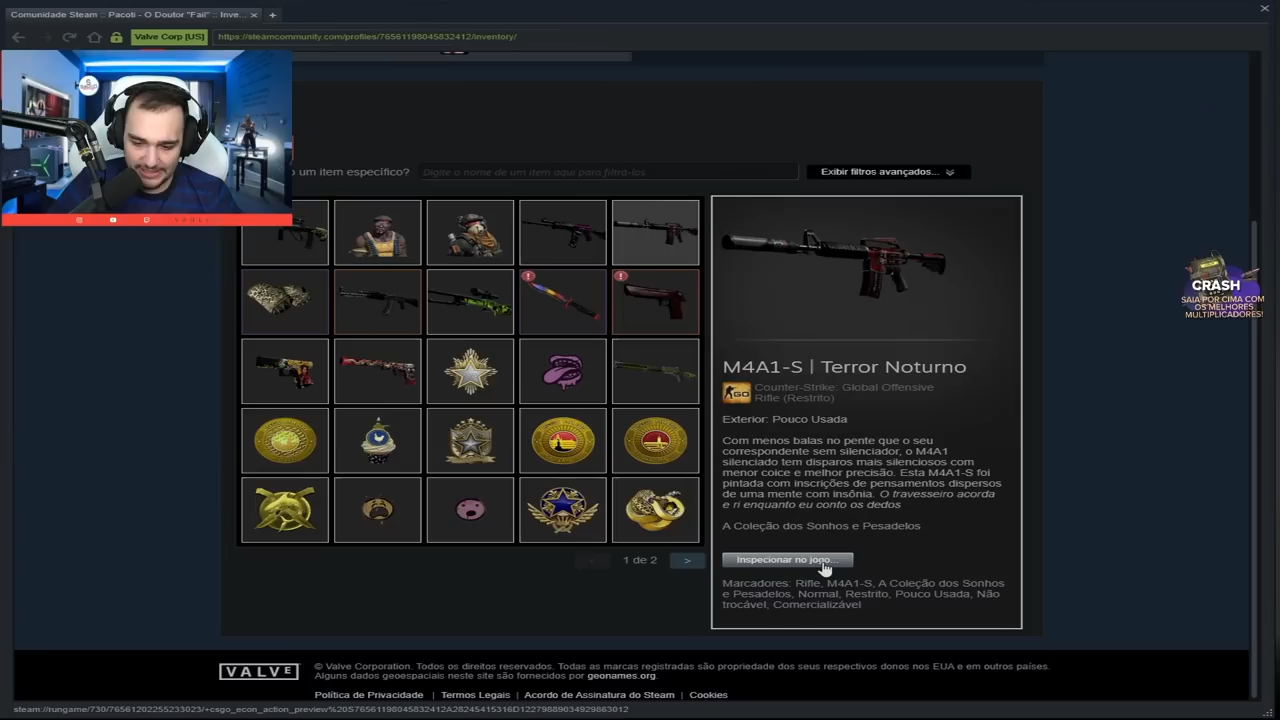 Comunidade Steam :: Pacoti - O Doutor "Fail" :: Inve...
Valve Corp [US]
https://steamcommunity.com/profiles/76561198045832412/inventory/
o um item específico?
Digite o nome de um item aqui para filtrá-los
Exibir filtros avançados...
M4A1-S | Terror Noturno
Counter-Strike: Global Offensive
Rifle (Restrito)
Exterior: Pouco Usada
Com menos balas no pente que o seu
correspondente sem silenciador, o M4A1
silenciado tem disparos mais silenciosos com
menor coice e melhor precisão. Esta M4A1-S foi
pintada com inscrições de pensamentos dispersos
de uma mente com insônia. O travesseiro acorda
e ri enquanto eu conto os dedos
A Coleção dos Sonhos e Pesadelos
Inspecionar no jogo...
Marcadores: Rifle, M4A1-S, A Coleção dos Sonhos
e Pesadelos, Normal, Restrito, Pouco Usada, Não
trocável, Comercializável
1 de 2
>
CRASH
SAIA POR CIMA COM
OS MELHORES
MULTIPLICADORES!
VALVE
© Valve Corporation. Todos os direitos reservados. Todas as marcas registradas são propriedade dos seus respectivos donos nos EUA e em outros países.
Alguns dados geoespaciais neste site são fornecidos por geonames.org.
Política de Privacidade | Termos Legais | Acordo de Assinatura do Steam | Cookies
steam://rungame/730/76561202255233023/+csgo_econ_action_preview%20S76561198045832412A28245415316D12279889034929863012